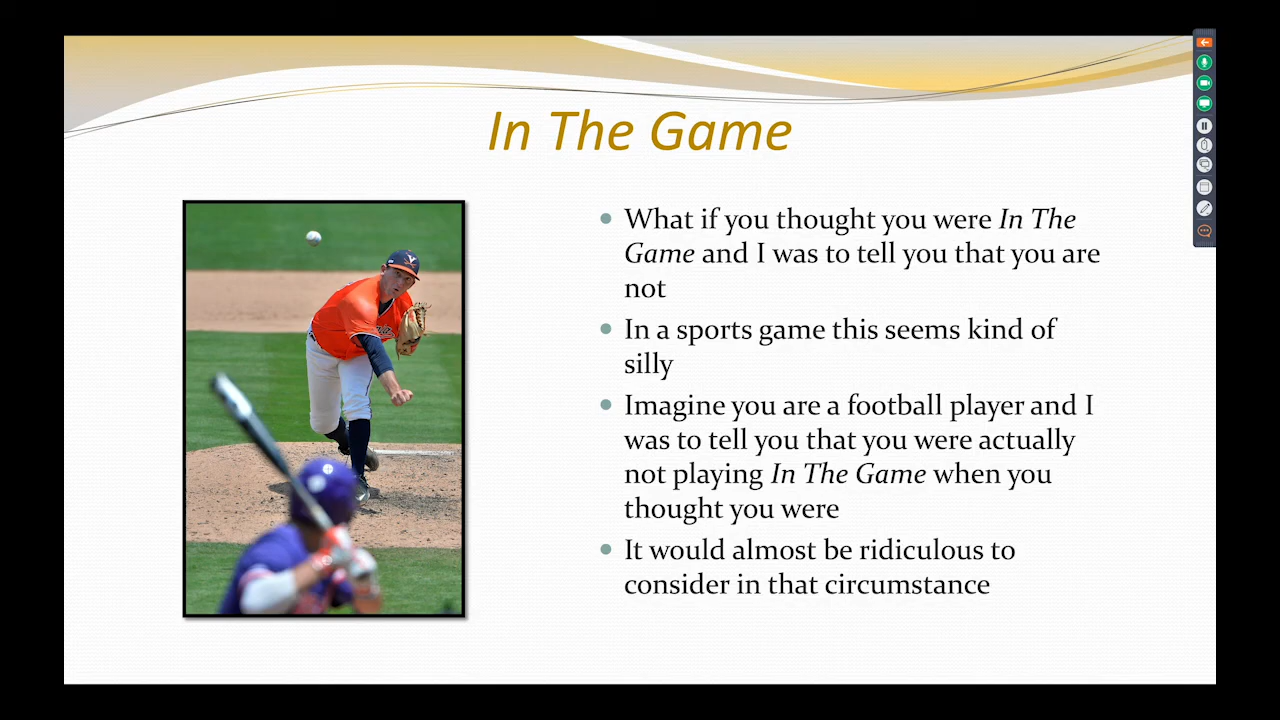 In The Game
What if you thought you were In The
Game and I was to tell you that you are
not
In a sports game this seems kind of
silly
Imagine you are a football player and I
was to tell you that you were actually
not playing In The Game when you
thought you were
It would almost be ridiculous to
consider in that circumstance